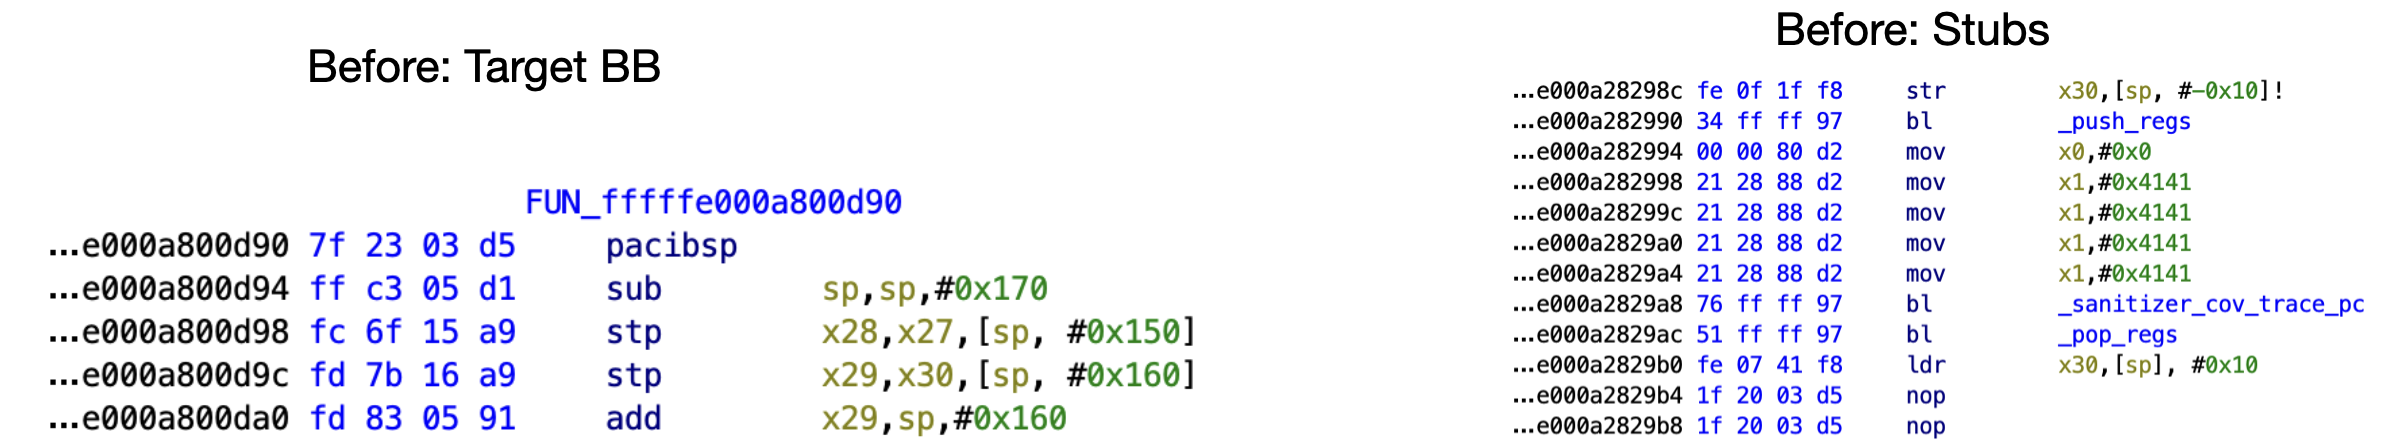 Before: Target BB
FUN_fffffe000a800d90
...e000a800d90 7f 23 03 d5 pacibsp
...e000a800d94 ff c3 05 d1 sub sp,sp,#0x170
...e000a800d98 fc 6f 15 a9 stp x28,x27,[sp, #0x150]
...e000a800d9c fd 7b 16 a9 stp x29,x30,[sp, #0x160]
...e000a800da0 fd 83 05 91 add x29,sp,#0x160
Before: Stubs
...e000a28298c fe 0f 1f f8 str x30,[sp, #-0x10]!
...e000a282990 34 ff ff 97 bl _push_regs
...e000a282994 00 00 80 d2 mov x0,#0x0
...e000a282998 21 28 88 d2 mov x1,#0x4141
...e000a28299c 21 28 88 d2 mov x1,#0x4141
...e000a2829a0 21 28 88 d2 mov x1,#0x4141
...e000a2829a4 21 28 88 d2 mov x1,#0x4141
...e000a2829a8 76 ff ff 97 bl _sanitizer_cov_trace_pc
...e000a2829ac 51 ff ff 97 bl _pop_regs
...e000a2829b0 fe 07 41 f8 ldr x30,[sp], #0x10
...e000a2829b4 1f 20 03 d5 nop
...e000a2829b8 1f 20 03 d5 nop